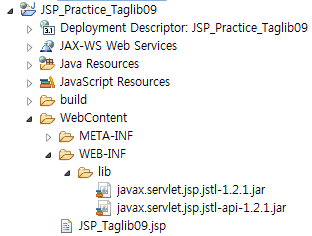 JSP_Practice_Taglib09
Deployment Descriptor: JSP_Practice_Taglib09
JAX-WS Web Services
Java Resources
JavaScript Resources
build
WebContent
META-INF
WEB-INF
lib
javax.servlet.jsp.jstl-1.2.1.jar
javax.servlet.jsp.jstl-api-1.2.1.jar
JSP_Taglib09.jsp